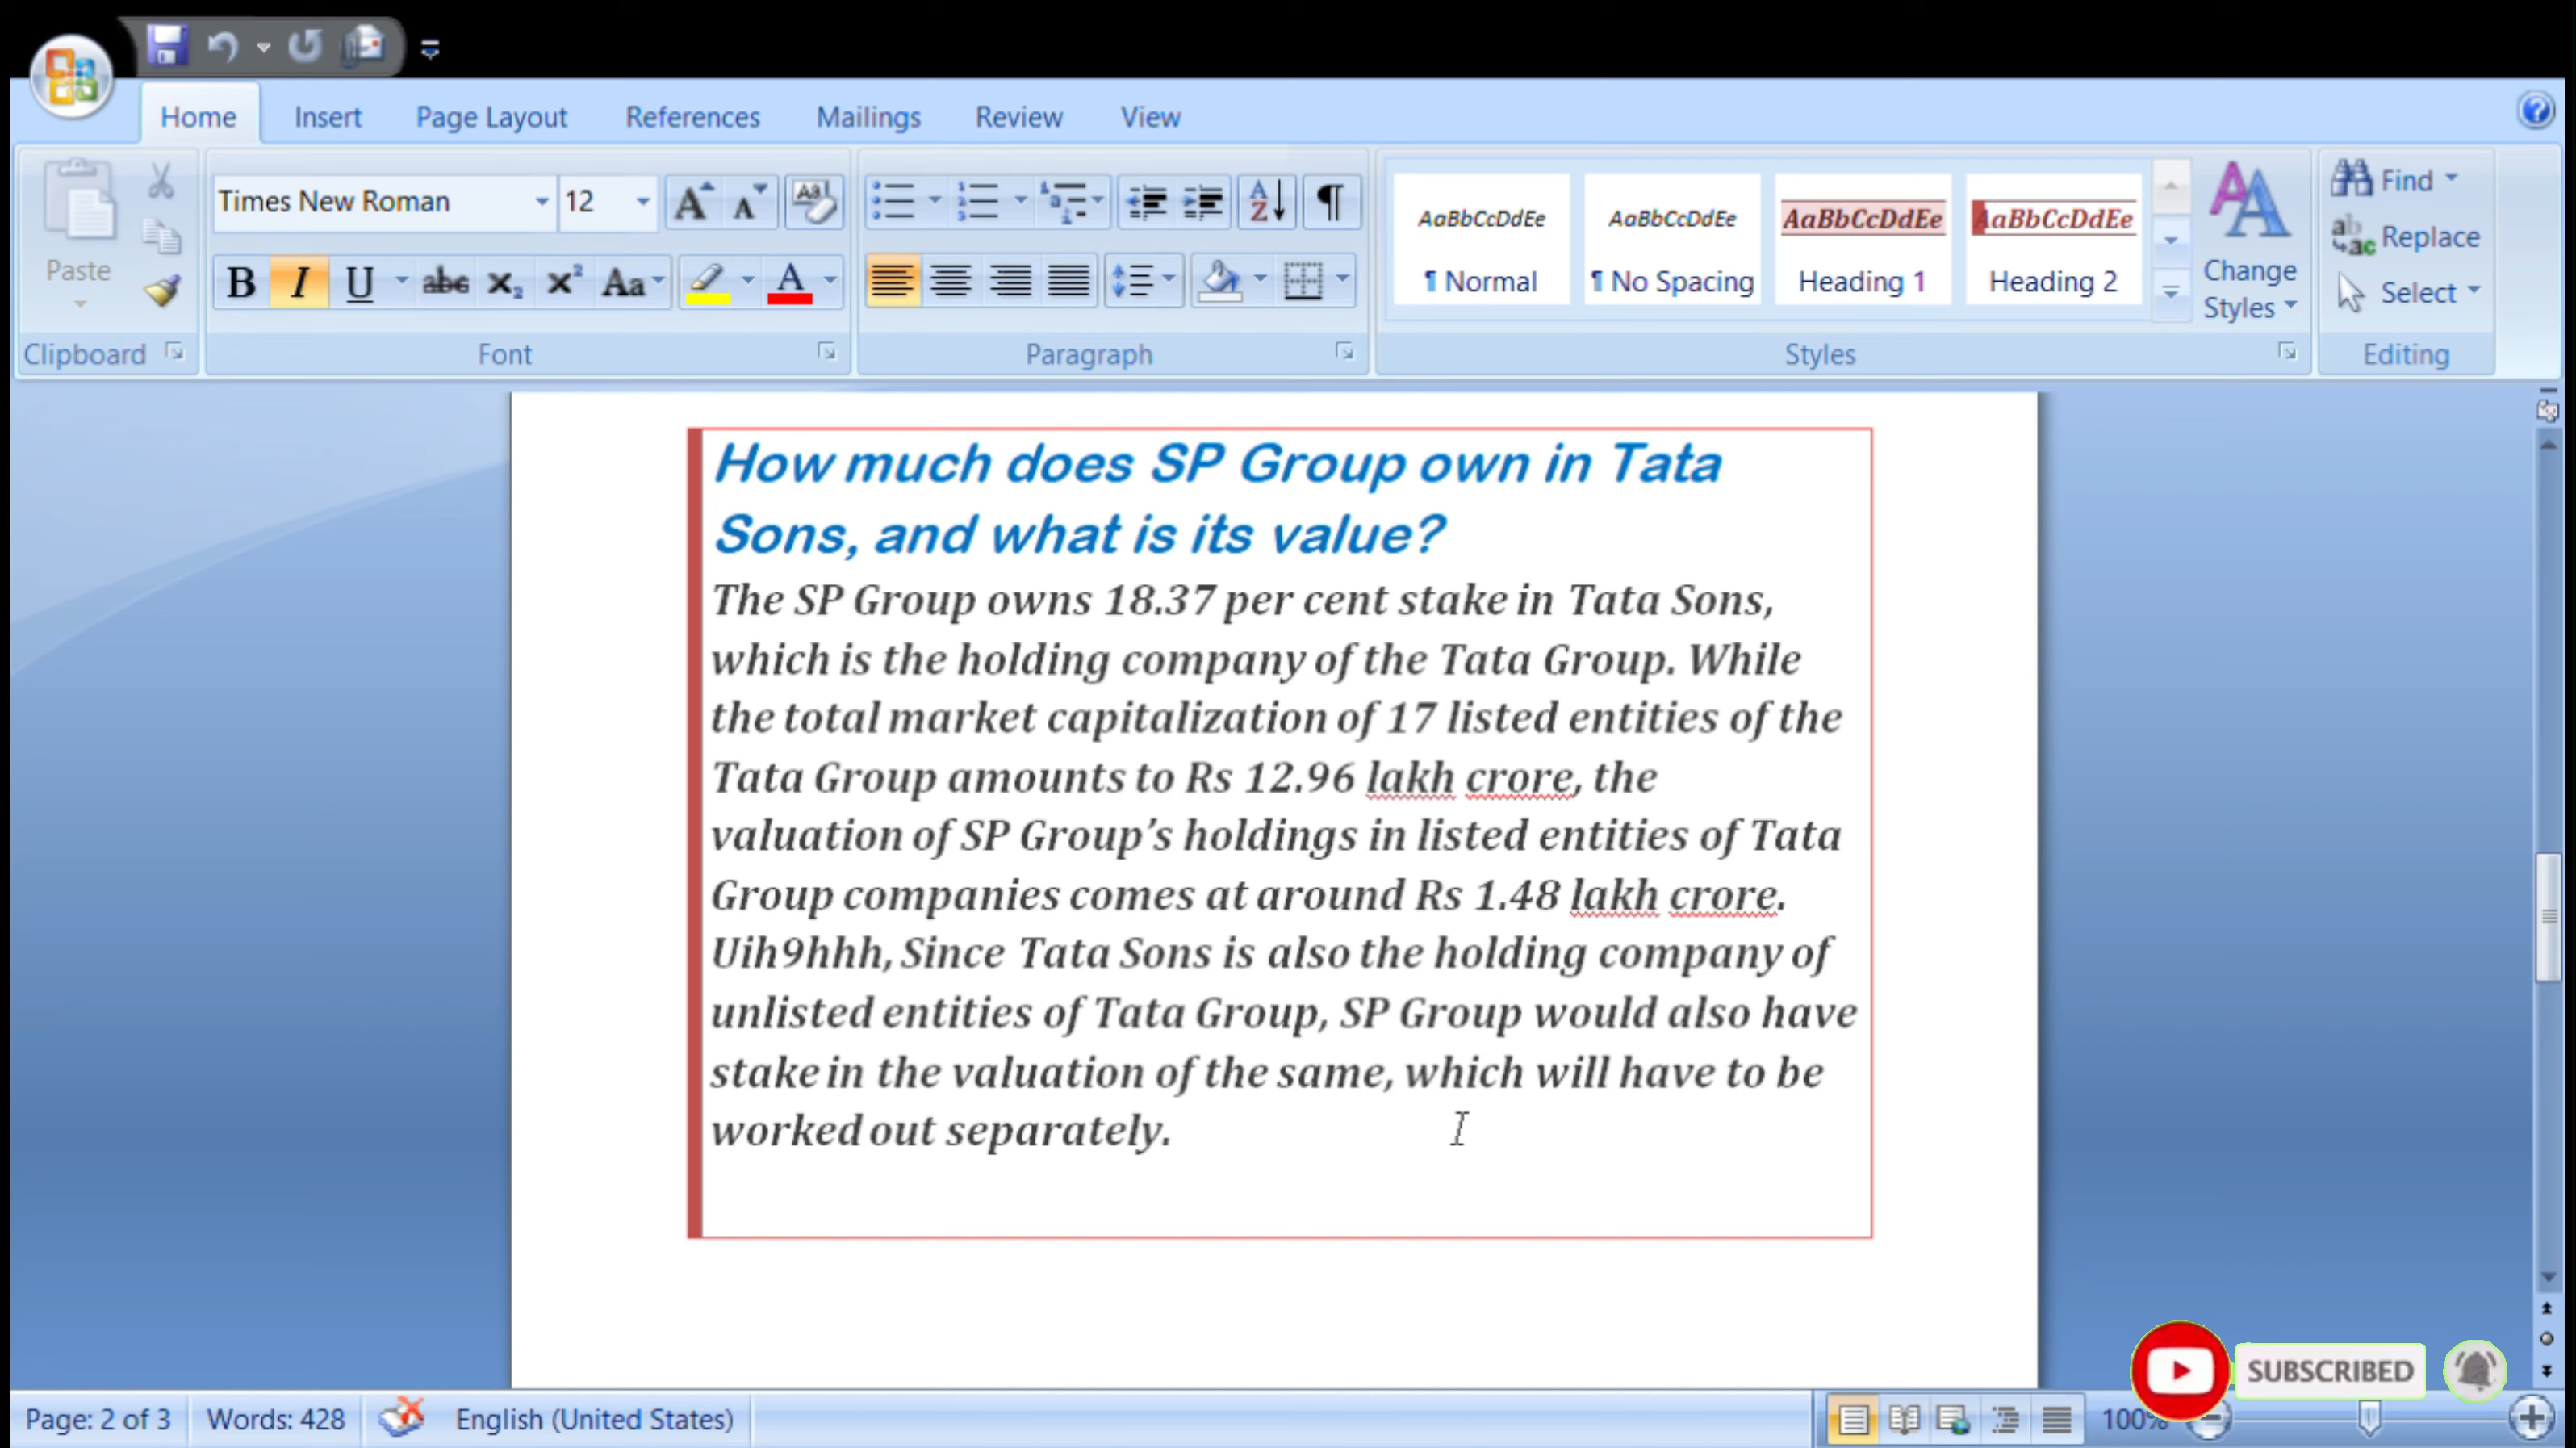 Home Insert Page Layout References Mailings Review View
Times New Roman 12
AaBbCcDdEe AaBbCcDdEe AaBbCcDdEe AaBbCcDdEe
¶ Normal ¶ No Spacing Heading 1 Heading 2
Paste
B I U abc X₂ X² Aa A
Change Styles
Find
Replace
Select
Clipboard Font Paragraph Styles Editing
How much does SP Group own in Tata
Sons, and what is its value?
The SP Group owns 18.37 per cent stake in Tata Sons,
which is the holding company of the Tata Group. While
the total market capitalization of 17 listed entities of the
Tata Group amounts to Rs 12.96 lakh crore, the
valuation of SP Group’s holdings in listed entities of Tata
Group companies comes at around Rs 1.48 lakh crore.
Uih9hhh, Since Tata Sons is also the holding company of
unlisted entities of Tata Group, SP Group would also have
stake in the valuation of the same, which will have to be
worked out separately.
SUBSCRIBED
Page: 2 of 3 Words: 428 English (United States) 100%